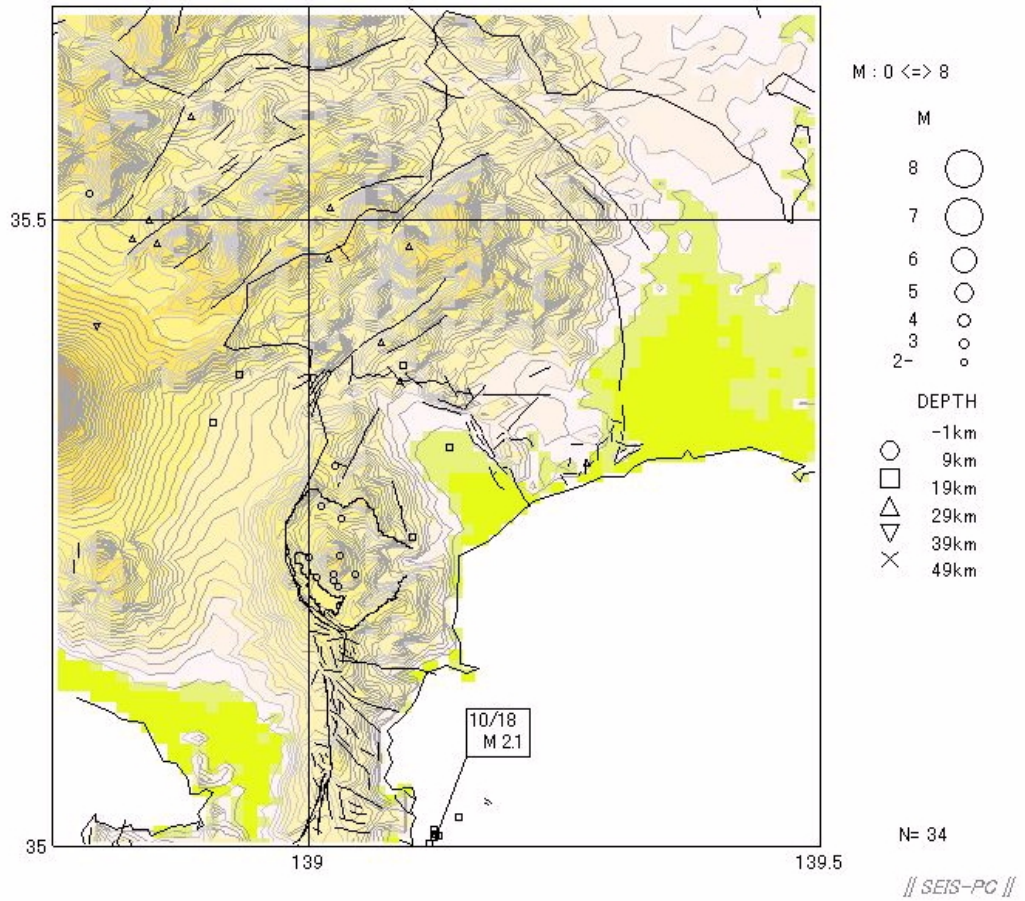 M : 0 <=> 8
M
8
7
6
5
4
3
2-
DEPTH
-1km
9km
19km
29km
39km
49km
35.5
10/18
M 2.1
35
139
139.5
N= 34
// SEIS-PC //